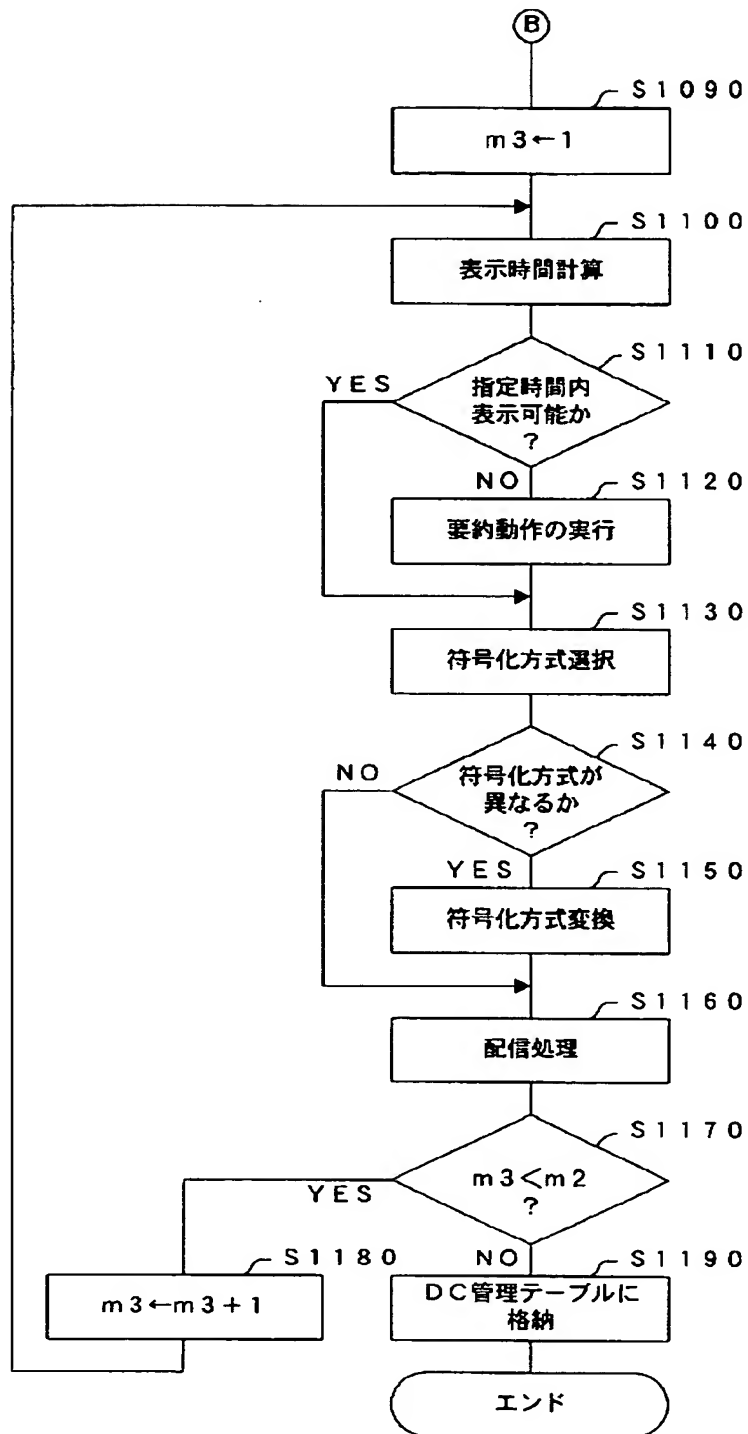 B
S1090
m3←1
S1100
表示時間計算
S1110
YES
指定時間内
表示可能か
?
NO
S1120
要約動作の実行
S1130
符号化方式選択
S1140
NO
符号化方式が
異なるか
?
YES
S1150
符号化方式変換
S1160
配信処理
S1170
m3<m2
?
YES
S1180
m3←m3+1
NO
S1190
DC管理テーブルに
格納
エンド